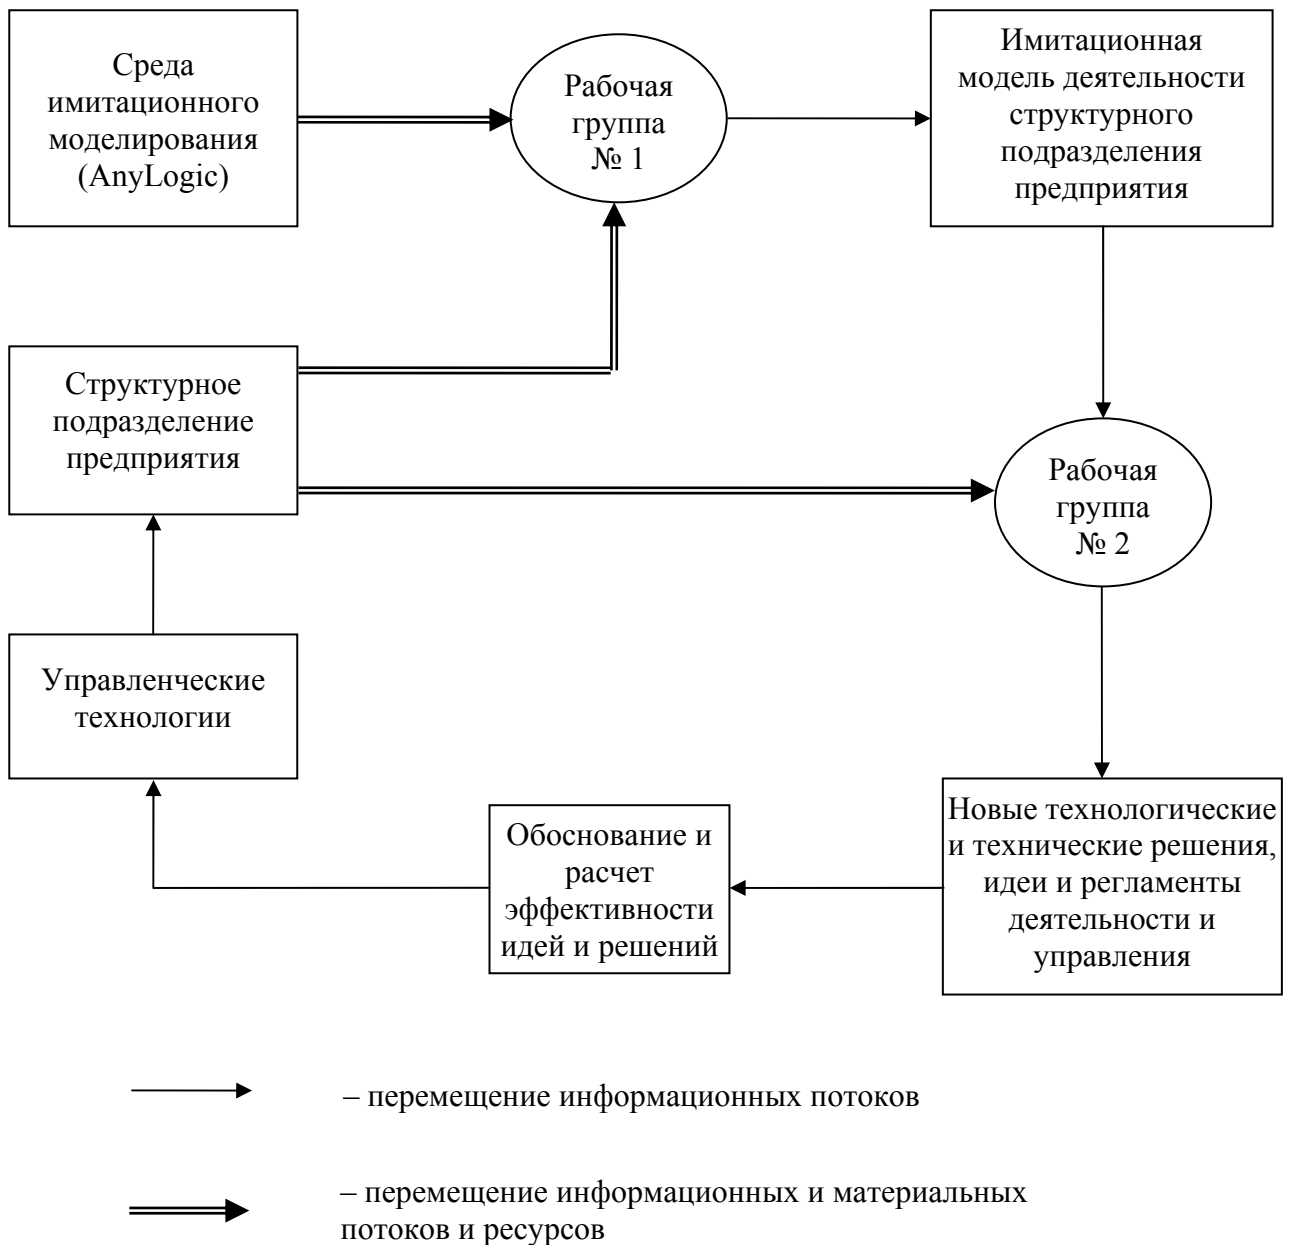 Среда
имитационного
моделирования
(AnyLogic)
Рабочая
группа
№ 1
Имитационная
модель деятельности
структурного
подразделения
предприятия
Структурное
подразделение
предприятия
Рабочая
группа
№ 2
Управленческие
технологии
Обоснование и
расчет
эффективности
идей и решений
Новые технологические
и технические решения,
идеи и регламенты
деятельности и
управления
– перемещение информационных потоков
– перемещение информационных и материальных
потоков и ресурсов